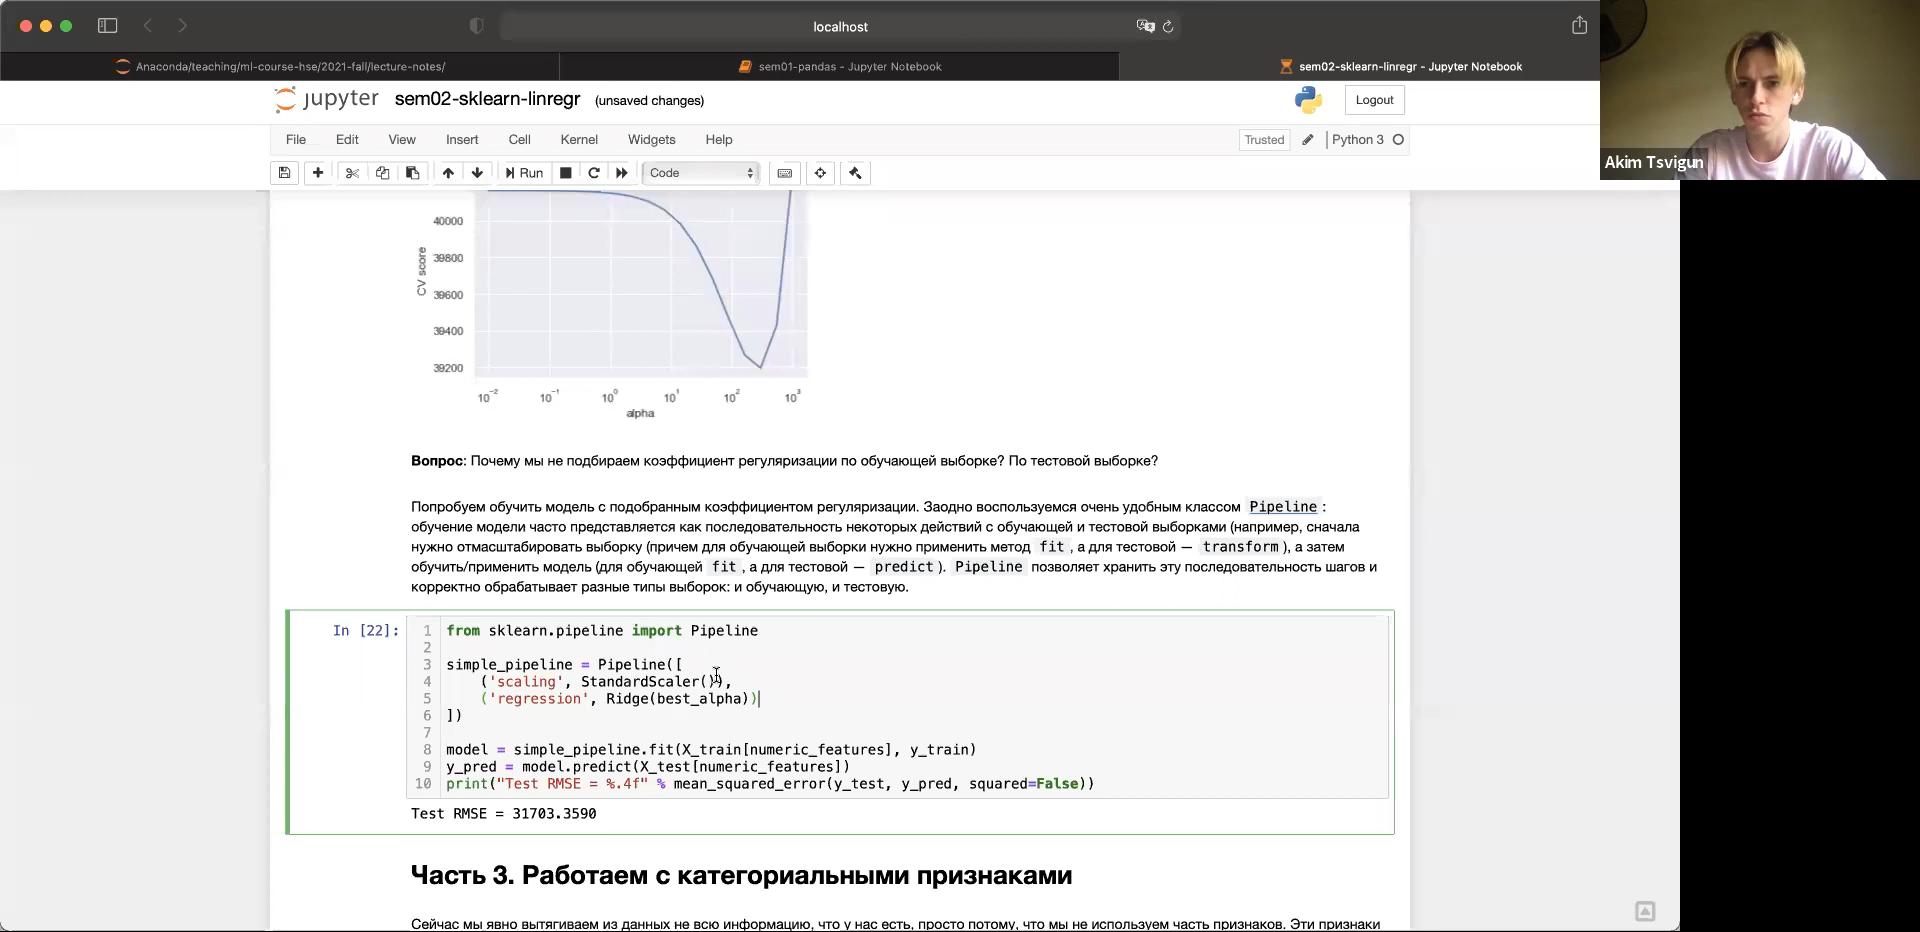 localhost
Anaconda/teaching/ml-course-hse/2021-fall/lecture-notes/
sem01-pandas - Jupyter Notebook
sem02-sklearn-linregr - Jupyter Notebook
Akim Tsvigun
jupyter sem02-sklearn-linregr (unsaved changes)
Logout
File Edit View Insert Cell Kernel Widgets Help
Trusted Python 3
Run Code
40000
39800
39600
39400
39200
CV score
10⁻² 10⁻¹ 10⁰ 10¹ 10² 10³
alpha
Вопрос: Почему мы не подбираем коэффициент регуляризации по обучающей выборке? По тестовой выборке?
Попробуем обучить модель с подобранным коэффициентом регуляризации. Заодно воспользуемся очень удобным классом Pipeline :
обучение модели часто представляется как последовательность некоторых действий с обучающей и тестовой выборками (например, сначала
нужно отмасштабировать выборку (причем для обучающей выборки нужно применить метод fit , а для тестовой — transform ), а затем
обучить/применить модель (для обучающей fit , а для тестовой — predict ). Pipeline позволяет хранить эту последовательность шагов и
корректно обрабатывает разные типы выборок: и обучающую, и тестовую.
In [22]:
1 from sklearn.pipeline import Pipeline
2
3 simple_pipeline = Pipeline([
4     ('scaling', StandardScaler()),
5     ('regression', Ridge(best_alpha))
6 ])
7
8 model = simple_pipeline.fit(X_train[numeric_features], y_train)
9 y_pred = model.predict(X_test[numeric_features])
10 print("Test RMSE = %.4f" % mean_squared_error(y_test, y_pred, squared=False))
Test RMSE = 31703.3590
Часть 3. Работаем с категориальными признаками
Сейчас мы явно вытягиваем из данных не всю информацию, что у нас есть, просто потому, что мы не используем часть признаков. Эти признаки